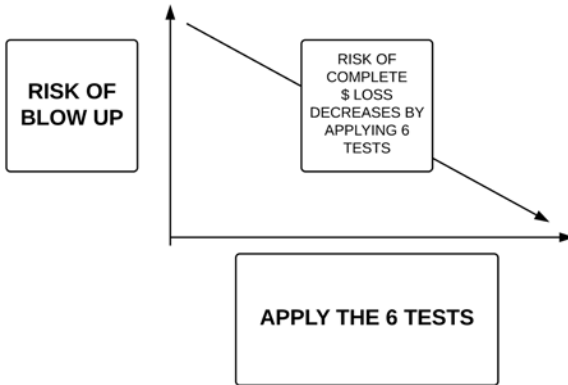 RISK OF
BLOW UP
RISK OF
COMPLETE
$ LOSS
DECREASES BY
APPLYING 6
TESTS
APPLY THE 6 TESTS